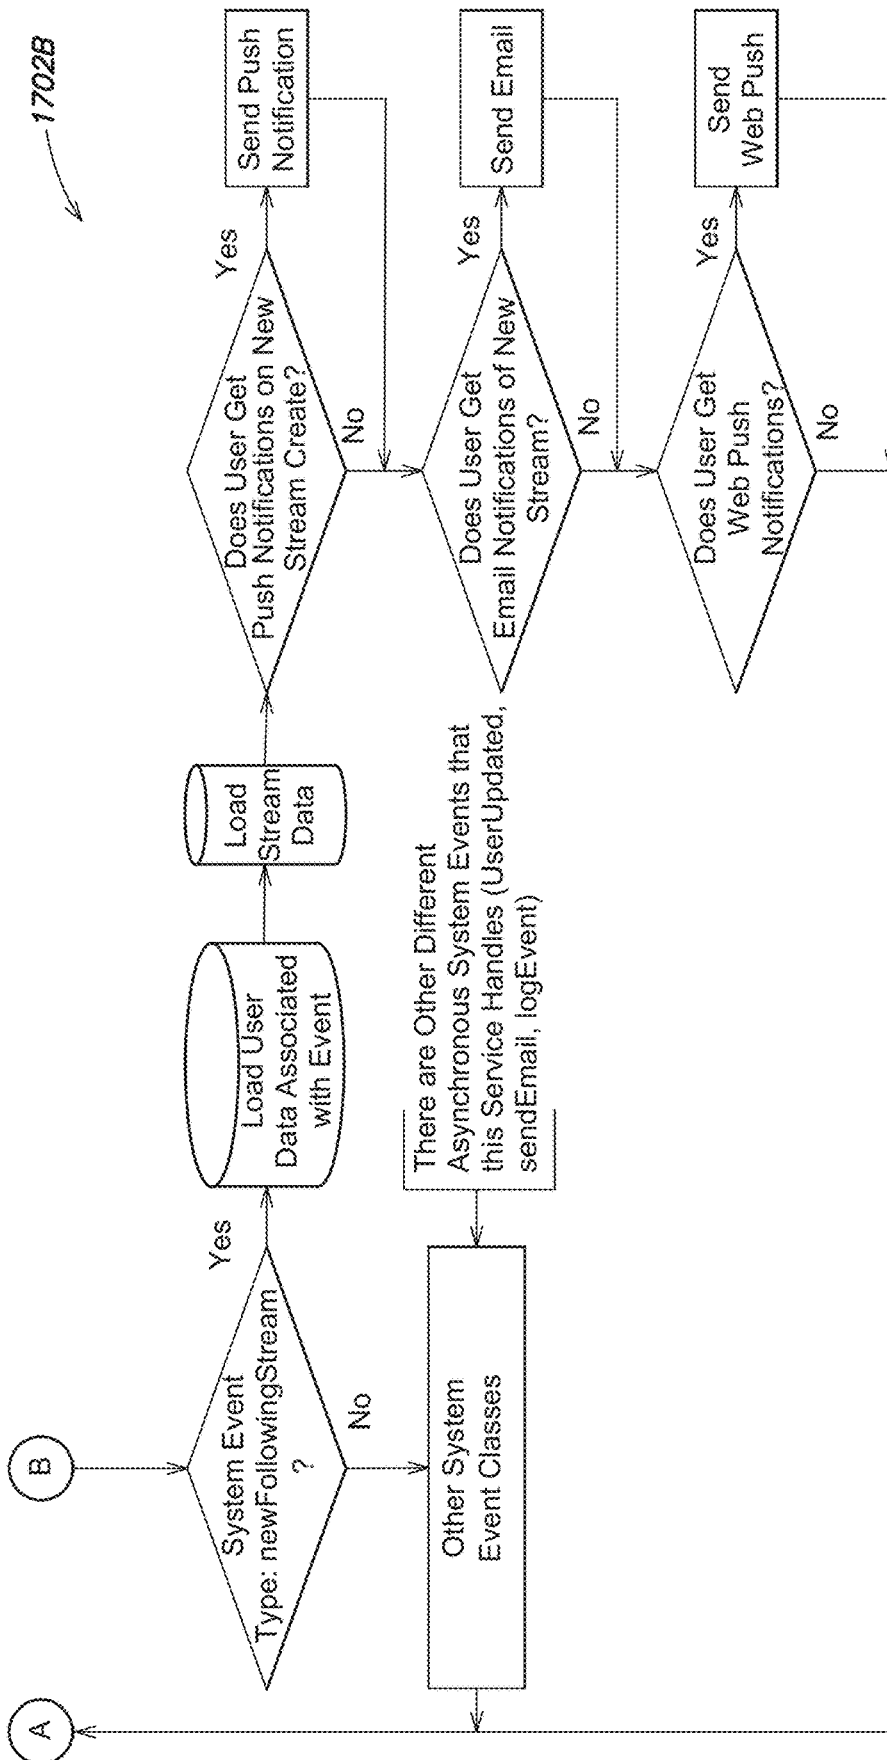 1702B
B
System Event
Type: newFollowingStream
?
Yes
No
Load User
Data Associated
with Event
Load
Stream
Data
Does User Get
Push Notifications on New
Stream Create?
Yes
No
Send Push
Notification
Other System
Event Classes
There are Other Different
Asynchronous System Events that
this Service Handles (UserUpdated,
sendEmail, logEvent)
Does User Get
Email Notifications of New
Stream?
Yes
No
Send Email
Does User Get
Web Push
Notifications?
Yes
No
Send
Web Push
A